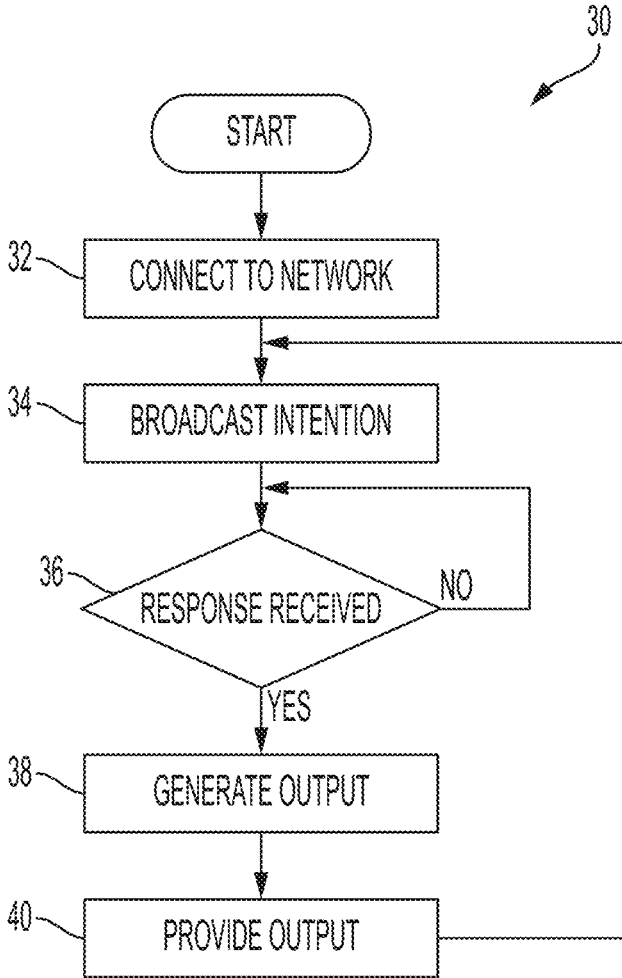 30
START
32
CONNECT TO NETWORK
34
BROADCAST INTENTION
36
RESPONSE RECEIVED
NO
YES
38
GENERATE OUTPUT
40
PROVIDE OUTPUT